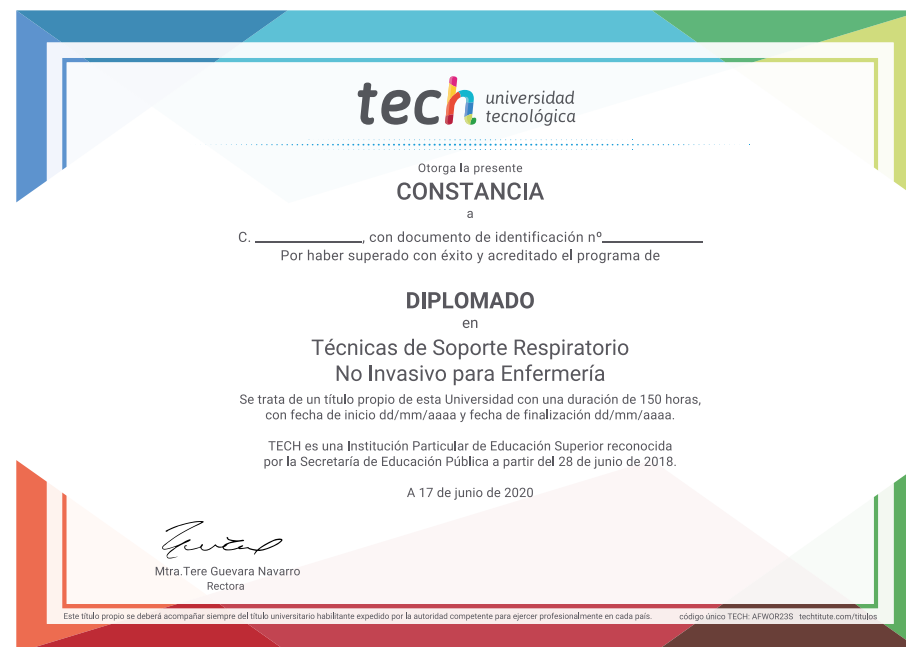 tech universidad
tecnológica
Otorga la presente
CONSTANCIA
a
C. ____________, con documento de identificación nº____________
Por haber superado con éxito y acreditado el programa de
DIPLOMADO
en
Técnicas de Soporte Respiratorio
No Invasivo para Enfermería
Se trata de un título propio de esta Universidad con una duración de 150 horas,
con fecha de inicio dd/mm/aaaa y fecha de finalización dd/mm/aaaa.
TECH es una Institución Particular de Educación Superior reconocida
por la Secretaría de Educación Pública a partir del 28 de junio de 2018.
A 17 de junio de 2020
Mtra.Tere Guevara Navarro
Rectora
Este título propio se deberá acompañar siempre del título universitario habilitante expedido por la autoridad competente para ejercer profesionalmente en cada país.
código único TECH: AFWOR23S techtitute.com/títulos